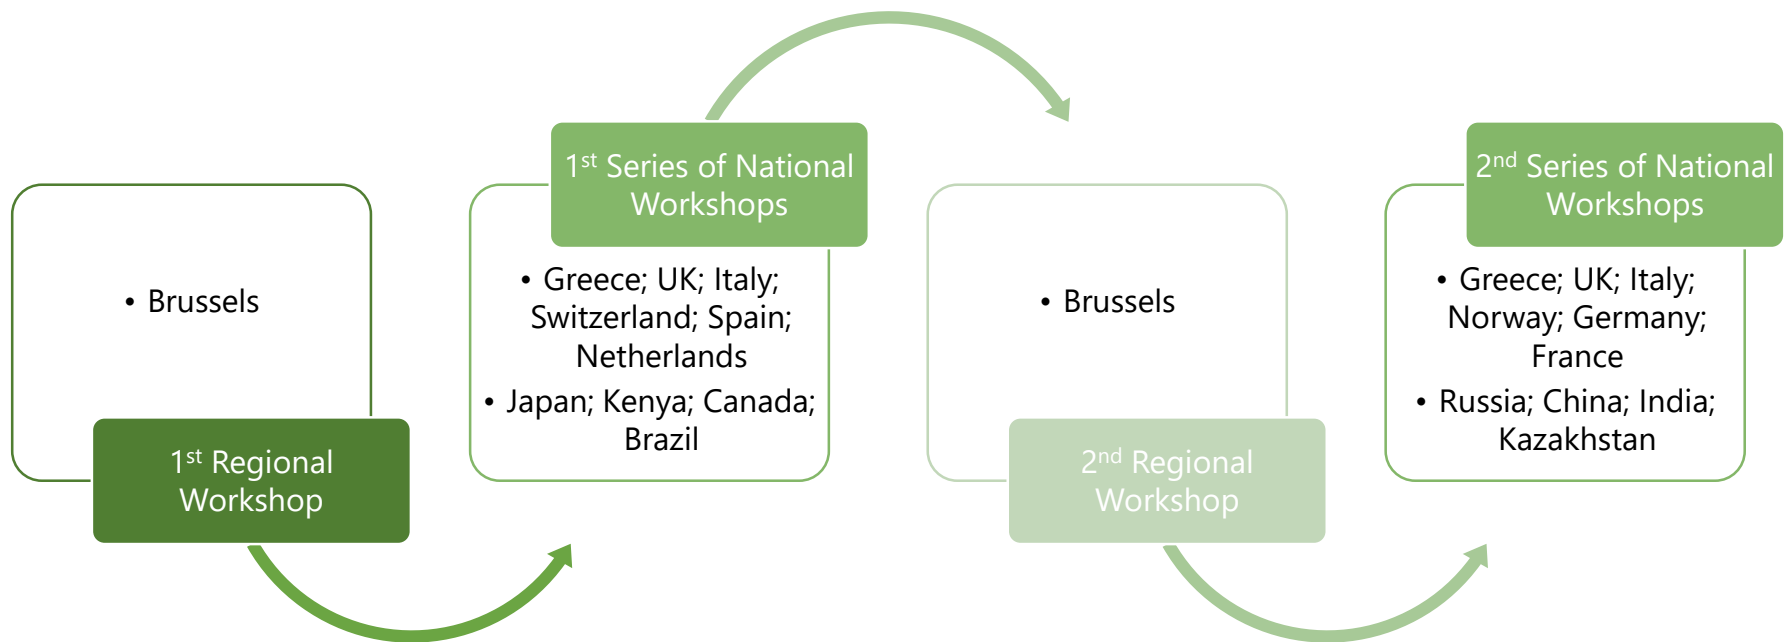 • Brussels
1st Regional
Workshop
1st Series of National
Workshops
• Greece; UK; Italy;
Switzerland; Spain;
Netherlands
• Japan; Kenya; Canada;
Brazil
• Brussels
2nd Regional
Workshop
2nd Series of National
Workshops
• Greece; UK; Italy;
Norway; Germany;
France
• Russia; China; India;
Kazakhstan